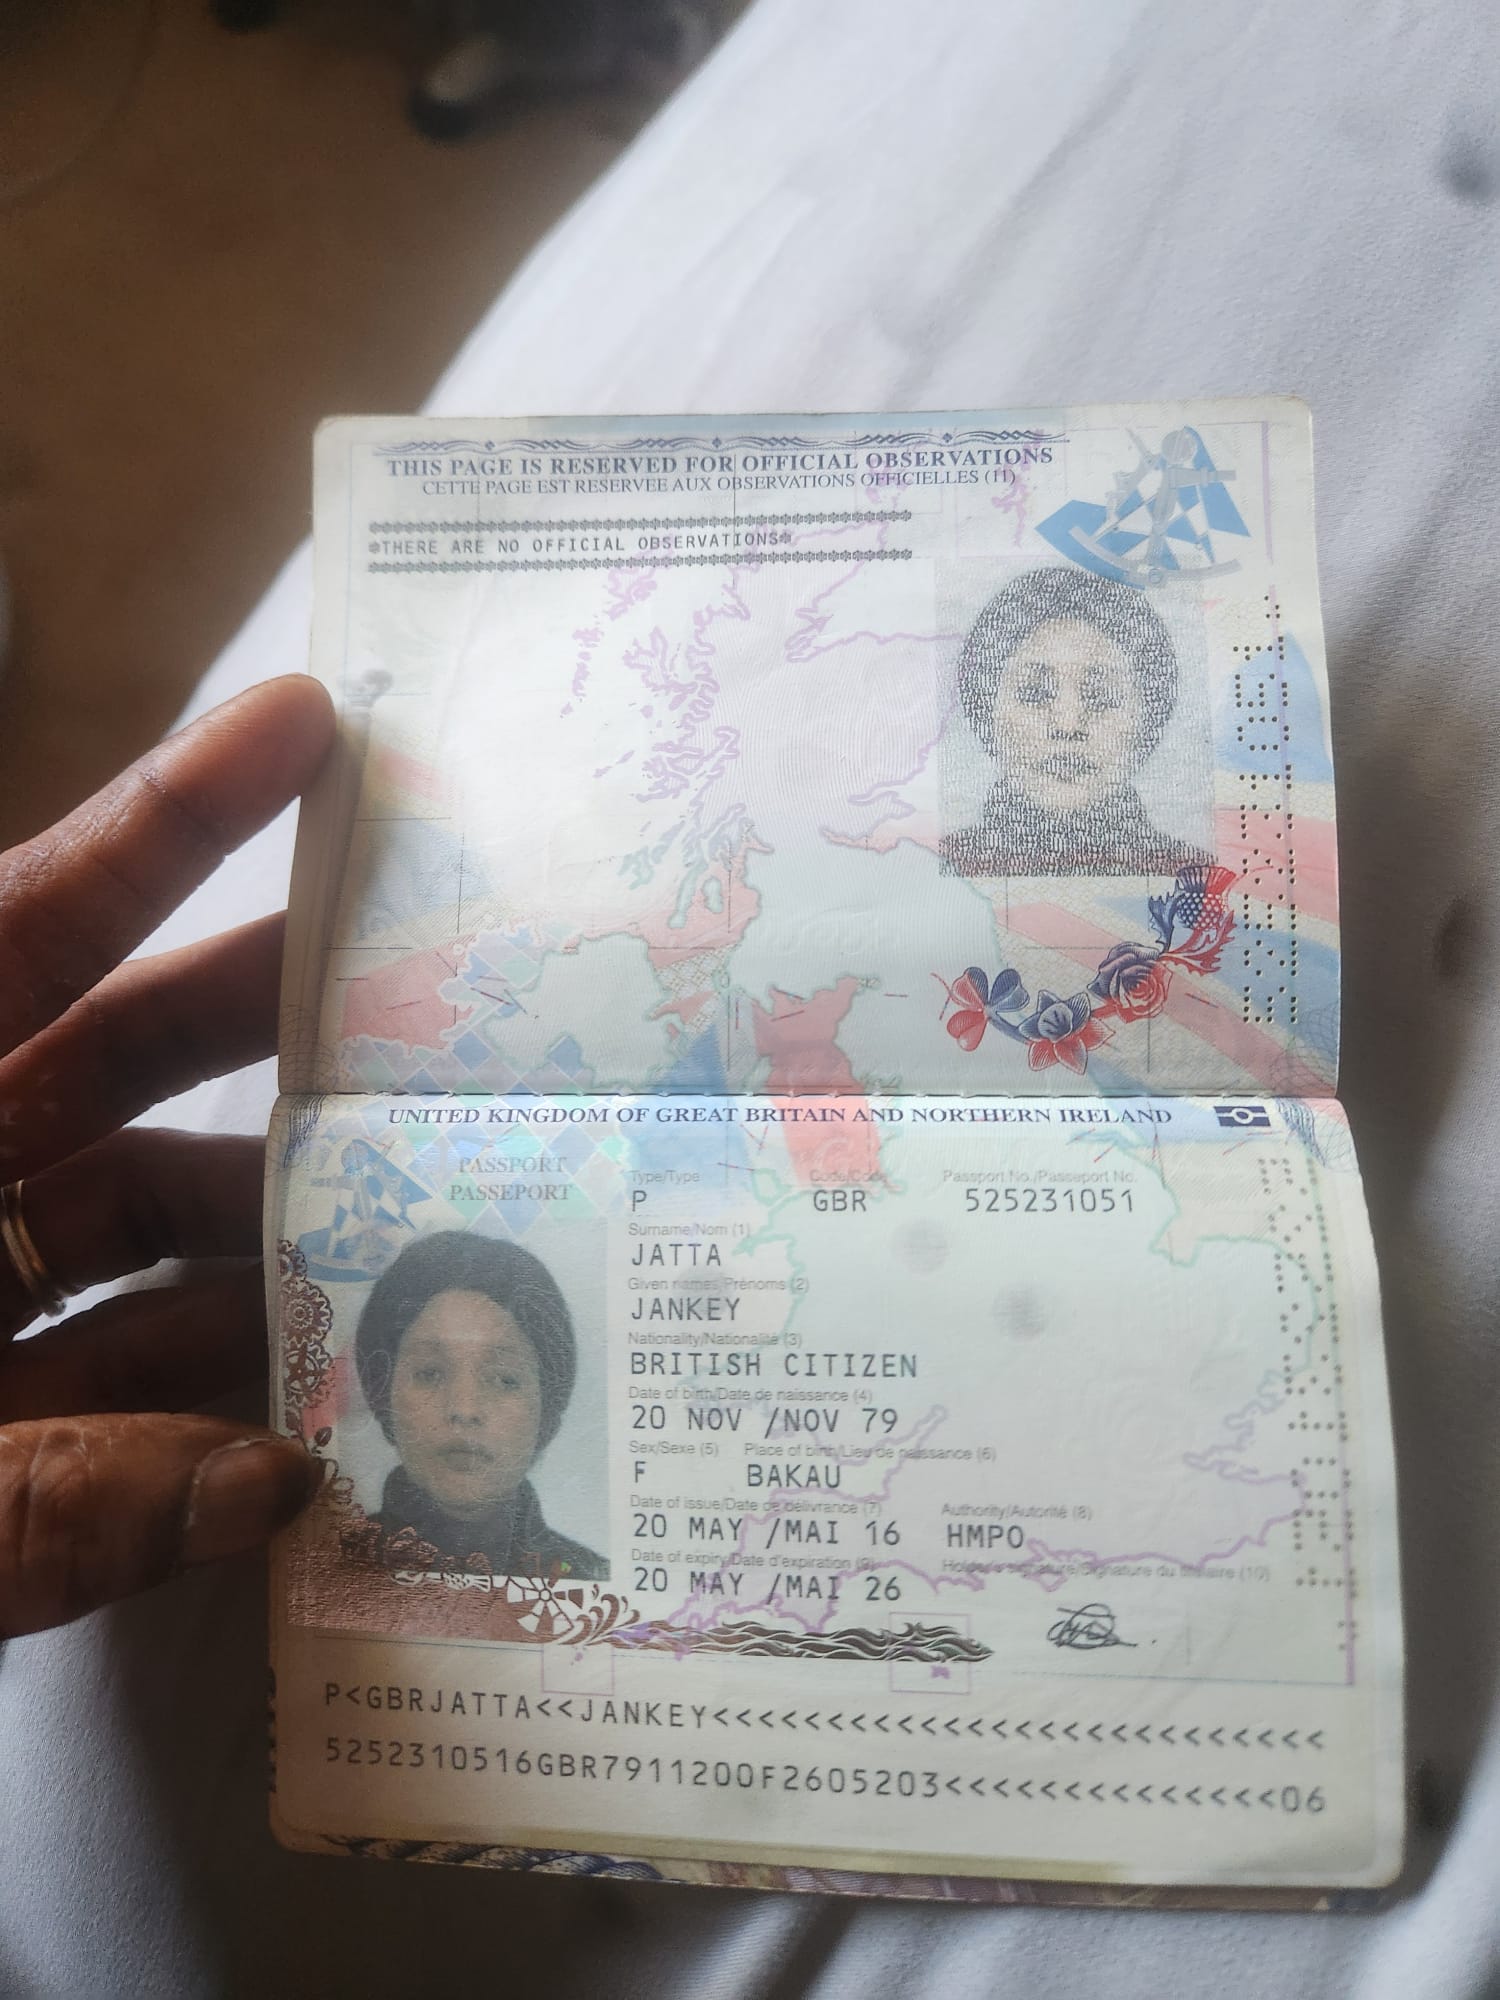 THIS PAGE IS RESERVED FOR OFFICIAL OBSERVATIONS
CETTE PAGE EST RESERVEE AUX OBSERVATIONS OFFICIELLES (11)
*THERE ARE NO OFFICIAL OBSERVATIONS*
525231051
UNITED KINGDOM OF GREAT BRITAIN AND NORTHERN IRELAND
PASSPORT
PASSEPORT
Type/Type Code/Code Passport No./Passeport No.
P GBR 525231051
Surname/Nom (1)
JATTA
Given names/Prénoms (2)
JANKEY
Nationality/Nationalité (3)
BRITISH CITIZEN
Date of birth/Date de naissance (4)
20 NOV /NOV 79
Sex/Sexe (5) Place of birth/Lieu de naissance (6)
F BAKAU
Date of issue/Date de délivrance (7) Authority/Autorité (8)
20 MAY /MAI 16 HMPO
Date of expiry/Date d'expiration (9) Holder's signature/Signature du titulaire (10)
20 MAY /MAI 26
P<GBRJATTA<<JANKEY<<<<<<<<<<<<<<<<<<<<<<<<<<
5252310516GBR7911200F2605203<<<<<<<<<<<<<<06